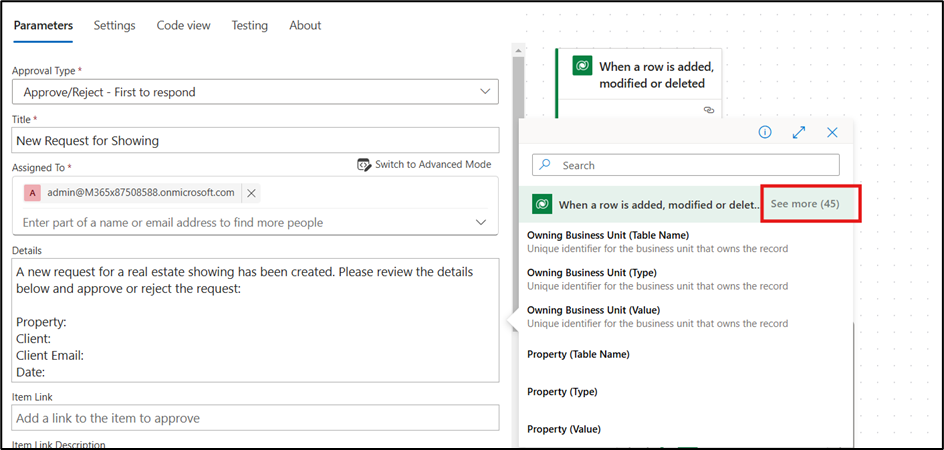 Parameters Settings Code view Testing About
Approval Type *
Approve/Reject - First to respond
Title *
New Request for Showing
Assigned To *
Switch to Advanced Mode
A admin@M365x87508588.onmicrosoft.com
Enter part of a name or email address to find more people
Details
A new request for a real estate showing has been created. Please review the details
below and approve or reject the request:
Property:
Client:
Client Email:
Date:
Item Link
Add a link to the item to approve
Item Link Description
When a row is added,
modified or deleted
Search
When a row is added, modified or delet... See more (45)
Owning Business Unit (Table Name)
Unique identifier for the business unit that owns the record
Owning Business Unit (Type)
Unique identifier for the business unit that owns the record
Owning Business Unit (Value)
Unique identifier for the business unit that owns the record
Property (Table Name)
Property (Type)
Property (Value)